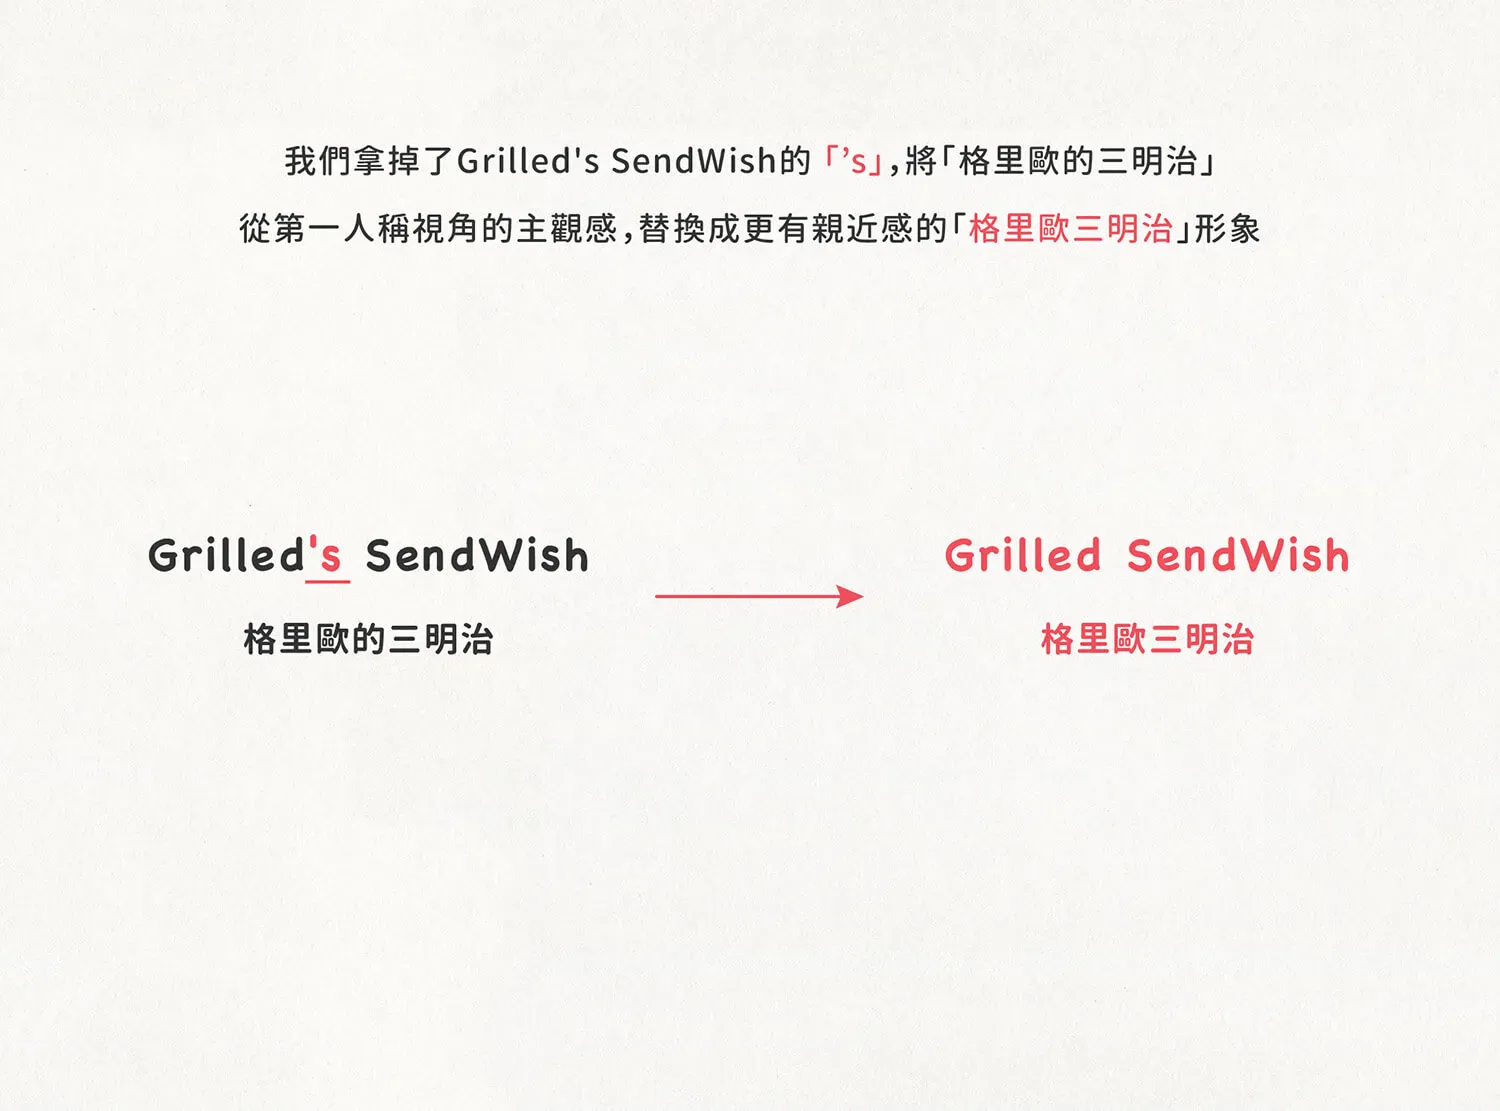 我們拿掉了Grilled's SendWish的「’s」,將「格里歐的三明治」
從第一人稱視角的主觀感,替換成更有親近感的「格里歐三明治」形象
Grilled's SendWish
格里歐的三明治
Grilled SendWish
格里歐三明治